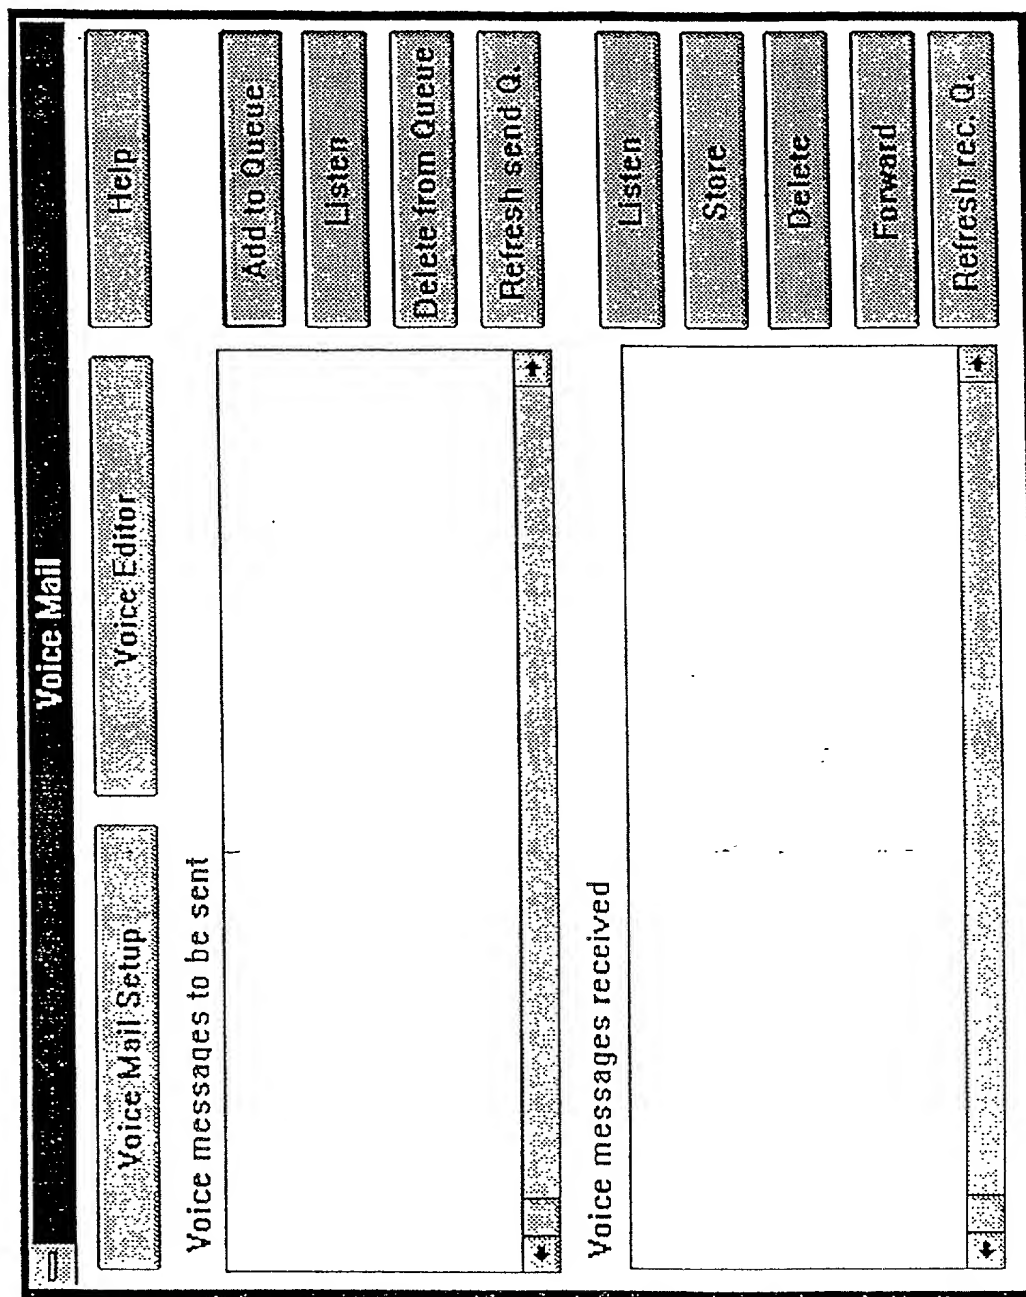 Voice Mail
Voice Mail Setup
Voice Editor
Help
Voice messages to be sent
Add to Queue
Listen
Delete from Queue
Refresh send Q.
Voice messages received
Listen
Store
Delete
Forward
Refresh rec. Q.